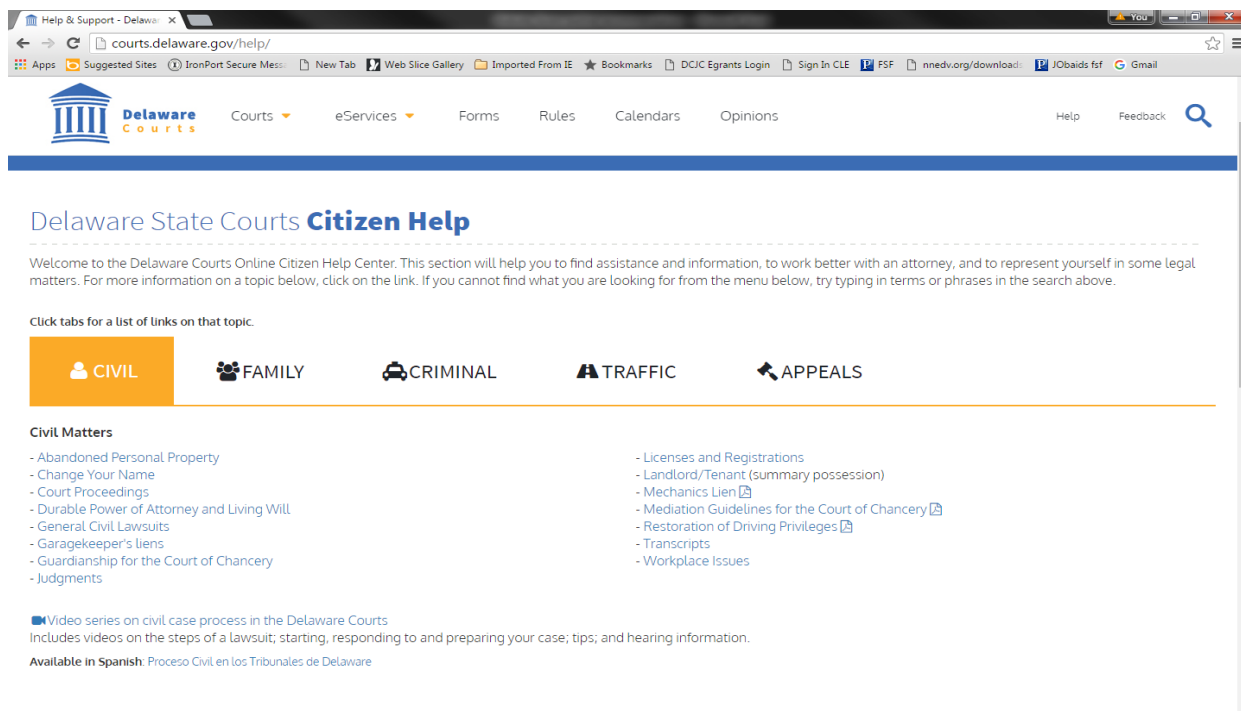 Help & Support - Delawar
You
courts.delaware.gov/help/
Apps Suggested Sites IronPort Secure Mess New Tab Web Slice Gallery Imported From IE Bookmarks DCJC Egrants Login Sign In CLE FSF nnedv.org/downloads JObaids fsf Gmail
Delaware Courts
Courts eServices Forms Rules Calendars Opinions Help Feedback
Delaware State Courts Citizen Help
Welcome to the Delaware Courts Online Citizen Help Center. This section will help you to find assistance and information, to work better with an attorney, and to represent yourself in some legal
matters. For more information on a topic below, click on the link. If you cannot find what you are looking for from the menu below, try typing in terms or phrases in the search above.
Click tabs for a list of links on that topic.
CIVIL FAMILY CRIMINAL TRAFFIC APPEALS
Civil Matters
- Abandoned Personal Property
- Change Your Name
- Court Proceedings
- Durable Power of Attorney and Living Will
- General Civil Lawsuits
- Garagekeeper's liens
- Guardianship for the Court of Chancery
- Judgments
- Licenses and Registrations
- Landlord/Tenant (summary possession)
- Mechanics Lien
- Mediation Guidelines for the Court of Chancery
- Restoration of Driving Privileges
- Transcripts
- Workplace Issues
Video series on civil case process in the Delaware Courts
Includes videos on the steps of a lawsuit; starting, responding to and preparing your case; tips; and hearing information.
Available in Spanish: Proceso Civil en los Tribunales de Delaware